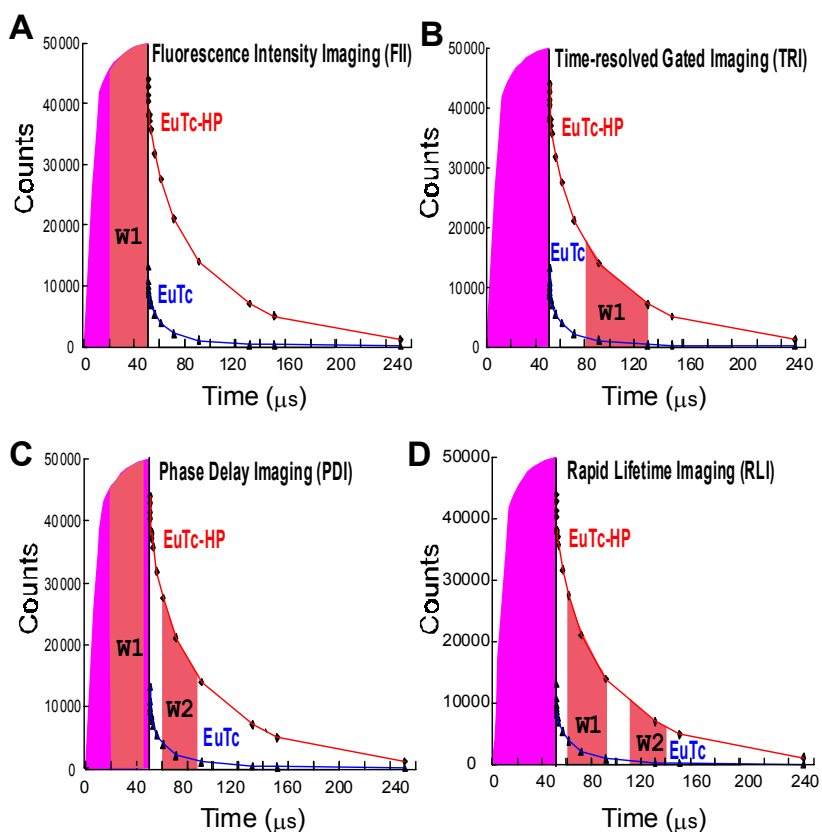 A
Fluorescence Intensity Imaging (FII)
50000
40000
30000
20000
10000
0
Counts
EuTc-HP
W1
EuTc
0 40 80 120 160 200 240
Time (μs)
B
Time-resolved Gated Imaging (TRI)
50000
40000
30000
20000
10000
0
Counts
EuTc-HP
EuTc
W1
0 40 80 120 160 200 240
Time (μs)
C
Phase Delay Imaging (PDI)
50000
40000
30000
20000
10000
0
Counts
EuTc-HP
W1
W2
EuTc
0 40 80 120 160 200 240
Time (μs)
D
Rapid Lifetime Imaging (RLI)
50000
40000
30000
20000
10000
0
Counts
EuTc-HP
W1
W2
EuTc
0 40 80 120 160 200 240
Time (μs)